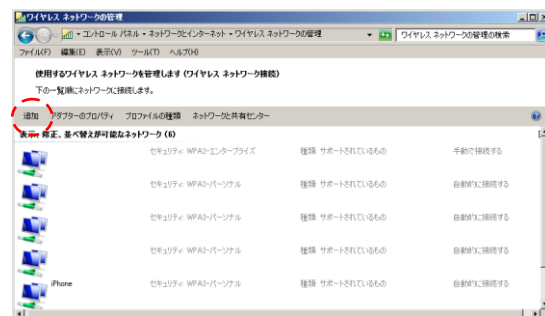 ワイヤレス ネットワークの管理
コントロール パネル ▸ ネットワークとインターネット ▸ ワイヤレス ネットワークの管理
ワイヤレス ネットワークの管理の検索
ファイル(F) 編集(E) 表示(V) ツール(T) ヘルプ(H)
使用するワイヤレス ネットワークを管理します (ワイヤレス ネットワーク接続)
下の一覧順にネットワークに接続します。
追加 アダプターのプロパティ プロファイルの種類 ネットワークと共有センター
表示、修正、並べ替えが可能なネットワーク (6)
セキュリティ: WPA2-エンタープライズ 種類: サポートされているもの 手動で接続する
セキュリティ: WPA2-パーソナル 種類: サポートされているもの 自動的に接続する
セキュリティ: WPA2-パーソナル 種類: サポートされているもの 自動的に接続する
セキュリティ: WPA2-パーソナル 種類: サポートされているもの 自動的に接続する
iPhone セキュリティ: WPA2-パーソナル 種類: サポートされているもの 自動的に接続する